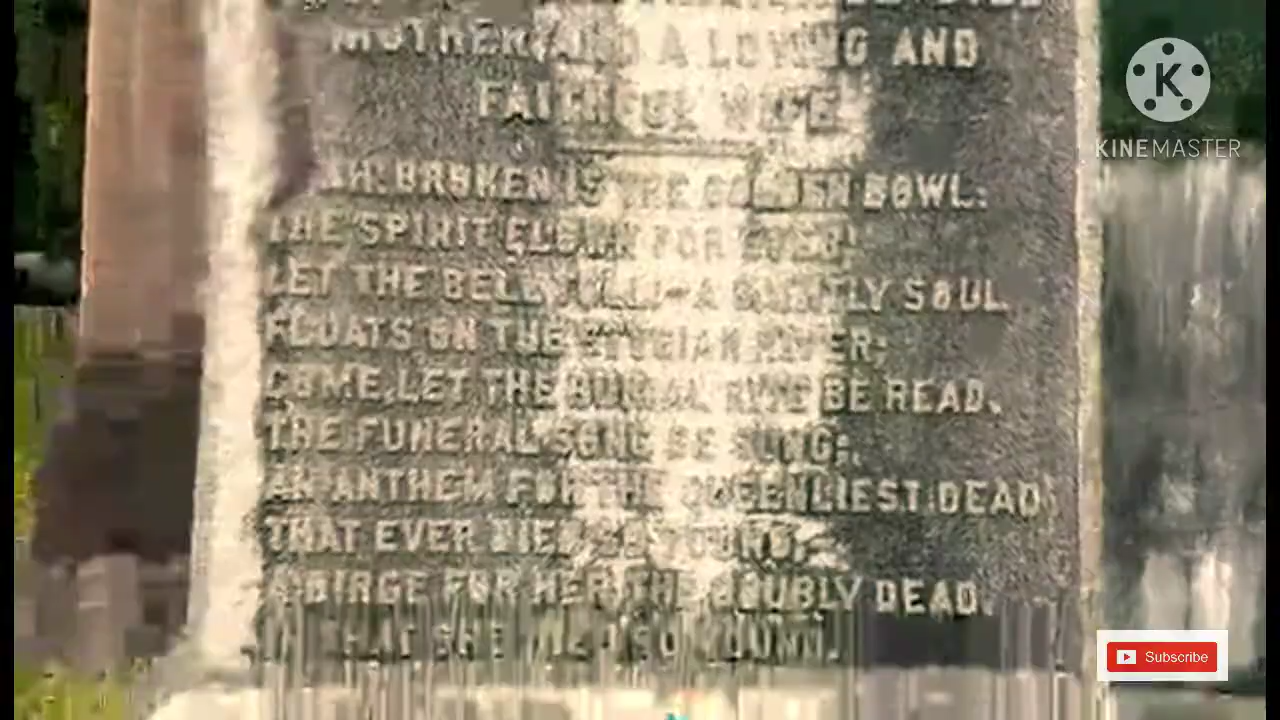 MOTHER, AND A LOVING AND
FAITHFUL WIFE.
AH, BROKEN IS THE GOLDEN BOWL:
THE SPIRIT FLOWN FOREVER!
LET THE BELL TOLL-A SAINTLY SOUL
FLOATS ON THE STYGIAN RIVER;
COME, LET THE BURIAL RITE BE READ,
THE FUNERAL SONG BE SUNG;
AN ANTHEM FOR THE QUEENLIEST DEAD
THAT EVER DIED SO YOUNG,
A DIRGE FOR HER, THE DOUBLY DEAD,
IN THAT SHE DIED SO YOUNG.
K
KINEMASTER
Subscribe